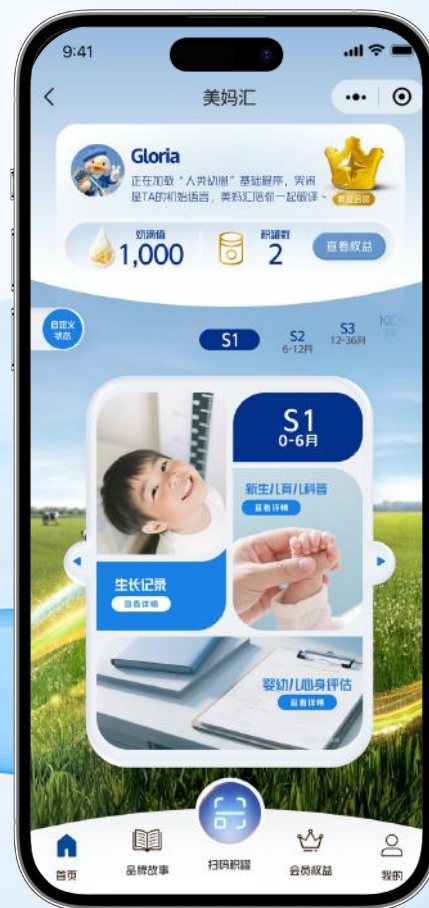 9:41
美妈汇
Gloria
正在加载“人类幼崽”基础程序，哭闹
是TA的初始语言，美妈汇陪你一起破译~
黄冠会员
奶滴值
1,000
积罐数
2
查看权益
自定义
状态
S1
S2
6-12月
S3
12-36月
KID
S1
0-6月
新生儿育儿科普
查看详情
生长记录
查看详情
婴幼儿心身评估
查看详情
首页
品牌故事
扫码积罐
会员权益
我的